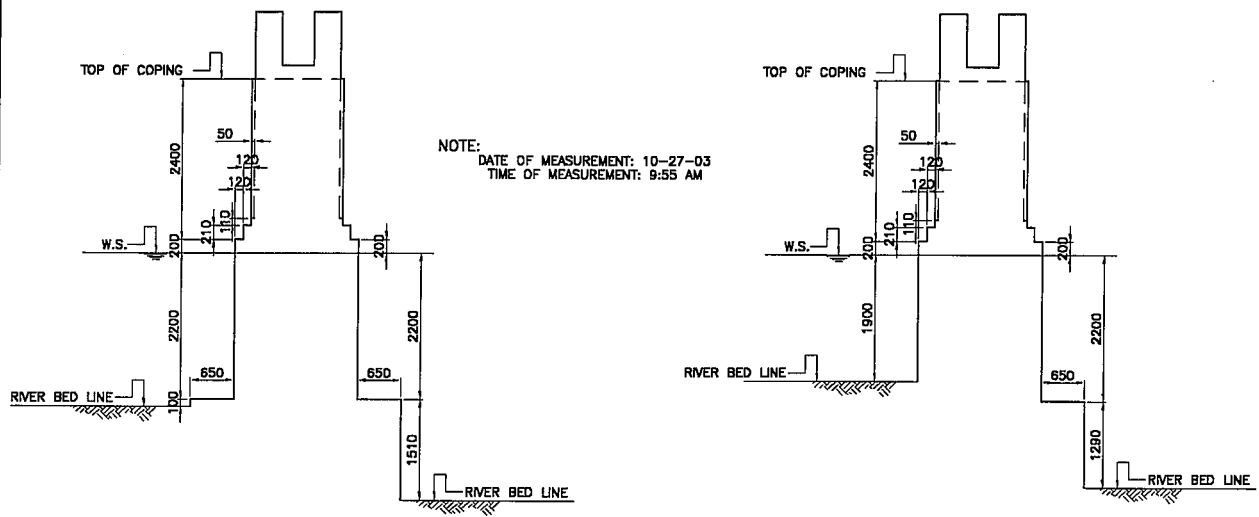 TOP OF COPING
50
2400
120
120
110
210
W.S.
200
200
2200
2200
650
650
RIVER BED LINE
100
1510
RIVER BED LINE
NOTE:
DATE OF MEASUREMENT: 10-27-03
TIME OF MEASUREMENT: 9:55 AM
TOP OF COPING
50
2400
120
120
110
210
W.S.
200
200
1900
2200
RIVER BED LINE
650
1290
RIVER BED LINE